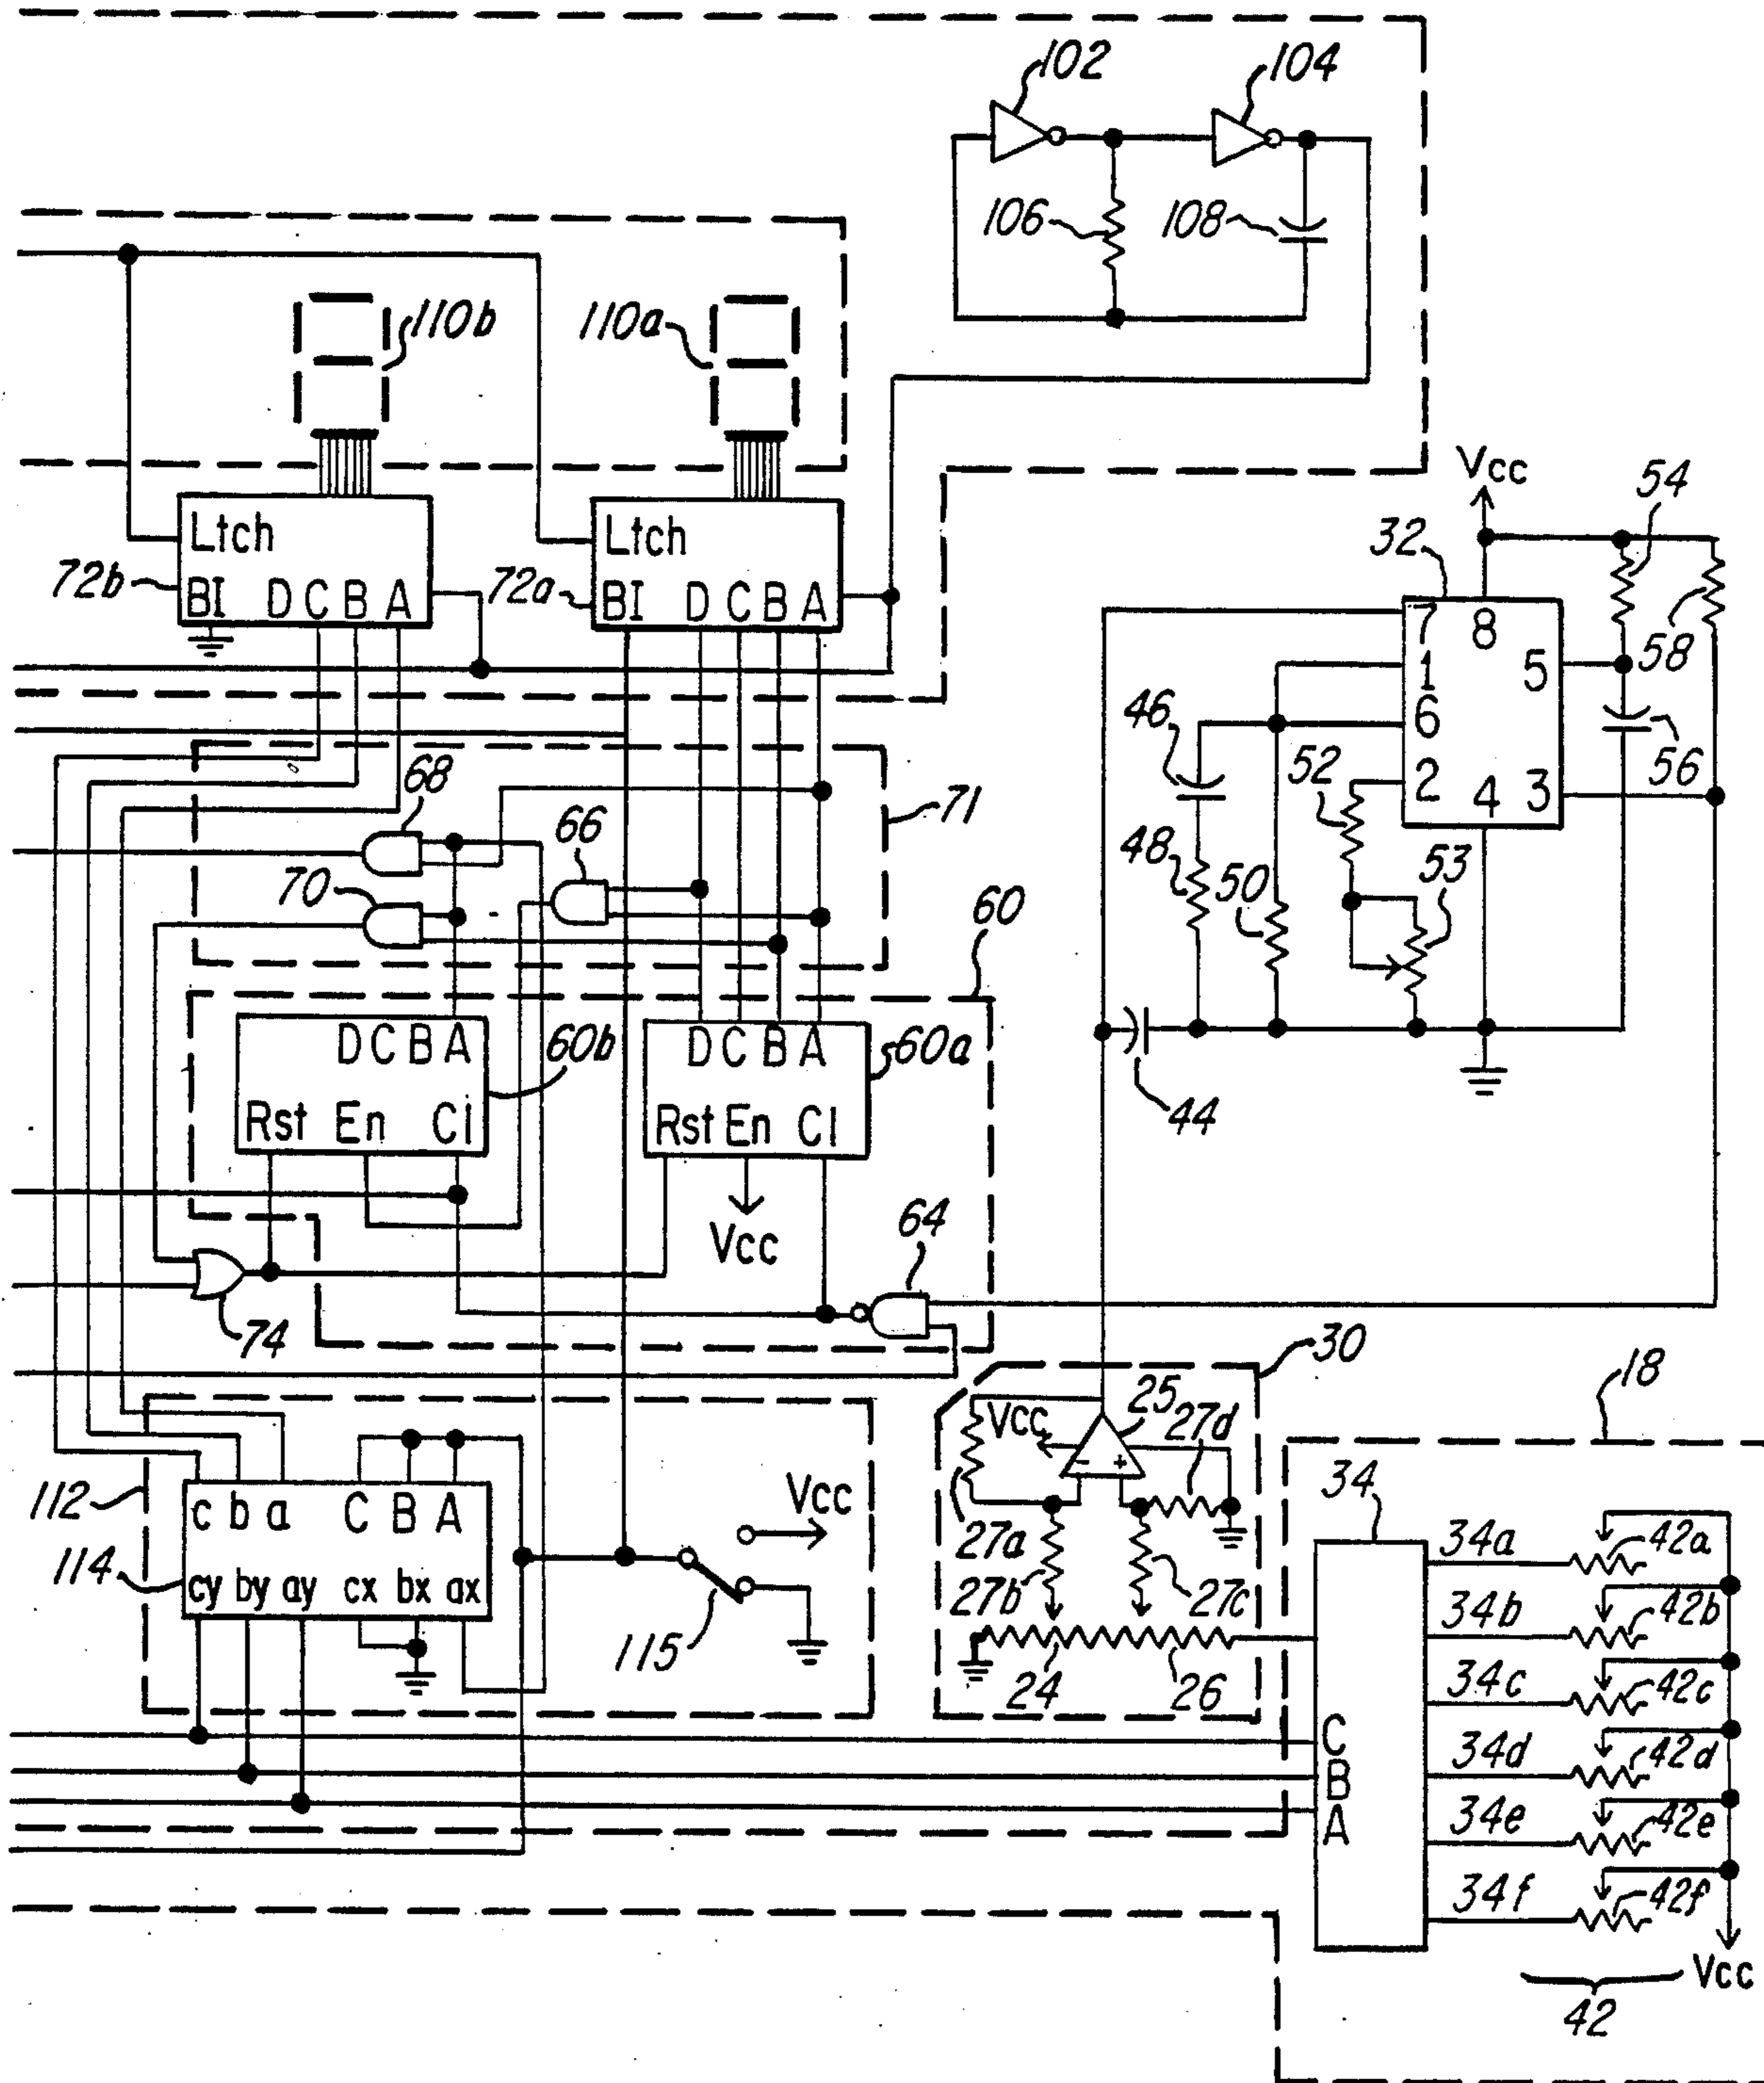 102
104
106
108
110b
110a
Vcc
54
32
Ltch
Ltch
72b
BI D C B A
72a
BI D C B A
7
8
58
1
5
6
46
56
52
2
4
3
68
71
66
48
53
70
50
60
D C B A
60b
D C B A
60a
Rst En Cl
Rst En Cl
44
Vcc
64
74
30
18
Vcc
25
27d
- +
34
112
c b a C B A
Vcc
34a
42a
27a
114
cy by ay cx bx ax
27b
27c
34b
42b
115
24
26
34c
42c
C
34d
42d
B
A
34e
42e
34f
42f
Vcc
42